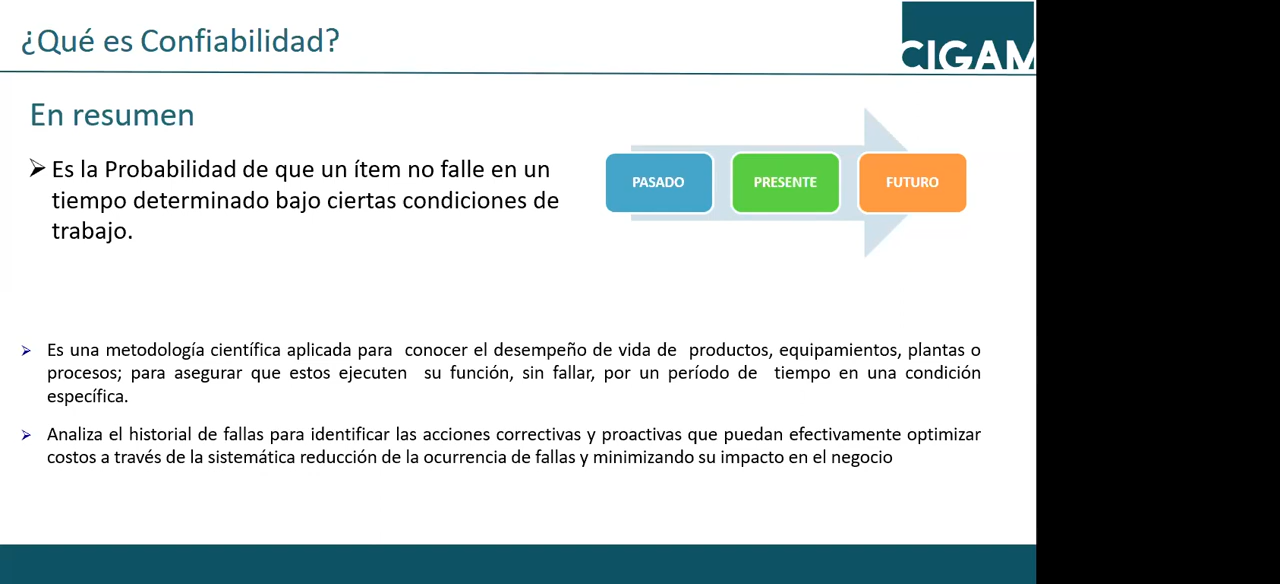 ¿Qué es Confiabilidad?
CIGAM
En resumen
Es la Probabilidad de que un ítem no falle en un
tiempo determinado bajo ciertas condiciones de
trabajo.
PASADO
PRESENTE
FUTURO
Es una metodología científica aplicada para conocer el desempeño de vida de productos, equipamientos, plantas o
procesos; para asegurar que estos ejecuten su función, sin fallar, por un período de tiempo en una condición
específica.
Analiza el historial de fallas para identificar las acciones correctivas y proactivas que puedan efectivamente optimizar
costos a través de la sistemática reducción de la ocurrencia de fallas y minimizando su impacto en el negocio